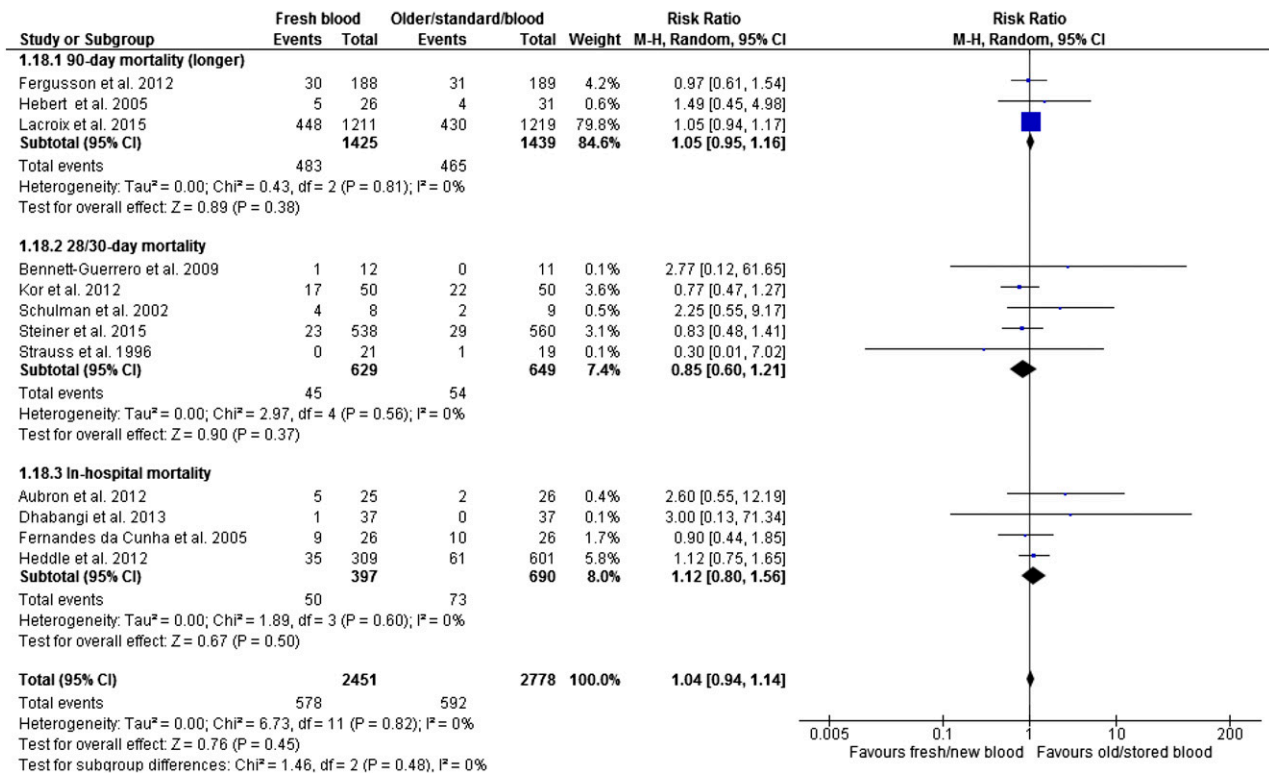 Fresh blood Older/standard/blood Risk Ratio Risk Ratio
Study or Subgroup Events Total Events Total Weight M-H, Random, 95% CI M-H, Random, 95% CI
1.18.1 90-day mortality (longer)
Fergusson et al. 2012 30 188 31 189 4.2% 0.97 [0.61, 1.54]
Hebert et al. 2005 5 26 4 31 0.6% 1.49 [0.45, 4.98]
Lacroix et al. 2015 448 1211 430 1219 79.8% 1.05 [0.94, 1.17]
Subtotal (95% CI) 1425 1439 84.6% 1.05 [0.95, 1.16]
Total events 483 465
Heterogeneity: Tau² = 0.00; Chi² = 0.43, df = 2 (P = 0.81); I² = 0%
Test for overall effect: Z = 0.89 (P = 0.38)
1.18.2 28/30-day mortality
Bennett-Guerrero et al. 2009 1 12 0 11 0.1% 2.77 [0.12, 61.65]
Kor et al. 2012 17 50 22 50 3.6% 0.77 [0.47, 1.27]
Schulman et al. 2002 4 8 2 9 0.5% 2.25 [0.55, 9.17]
Steiner et al. 2015 23 538 29 560 3.1% 0.83 [0.48, 1.41]
Strauss et al. 1996 0 21 1 19 0.1% 0.30 [0.01, 7.02]
Subtotal (95% CI) 629 649 7.4% 0.85 [0.60, 1.21]
Total events 45 54
Heterogeneity: Tau² = 0.00; Chi² = 2.97, df = 4 (P = 0.56); I² = 0%
Test for overall effect: Z = 0.90 (P = 0.37)
1.18.3 In-hospital mortality
Aubron et al. 2012 5 25 2 26 0.4% 2.60 [0.55, 12.19]
Dhabangi et al. 2013 1 37 0 37 0.1% 3.00 [0.13, 71.34]
Fernandes da Cunha et al. 2005 9 26 10 26 1.7% 0.90 [0.44, 1.85]
Heddle et al. 2012 35 309 61 601 5.8% 1.12 [0.75, 1.65]
Subtotal (95% CI) 397 690 8.0% 1.12 [0.80, 1.56]
Total events 50 73
Heterogeneity: Tau² = 0.00; Chi² = 1.89, df = 3 (P = 0.60); I² = 0%
Test for overall effect: Z = 0.67 (P = 0.50)
Total (95% CI) 2451 2778 100.0% 1.04 [0.94, 1.14]
Total events 578 592
Heterogeneity: Tau² = 0.00; Chi² = 6.73, df = 11 (P = 0.82); I² = 0%
Test for overall effect: Z = 0.76 (P = 0.45)
Test for subgroup differences: Chi² = 1.46, df = 2 (P = 0.48), I² = 0%
0.005 0.1 1 10 200
Favours fresh/new blood Favours old/stored blood